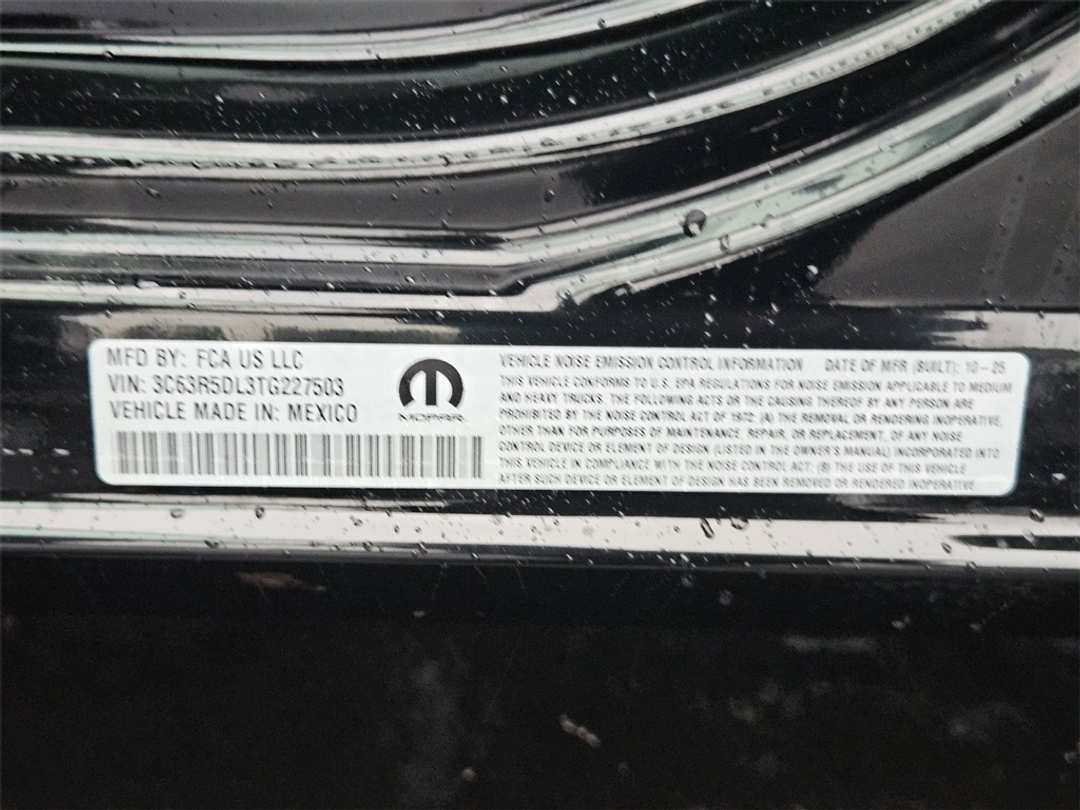 MFD BY: FCA US LLC
VIN: 3C63R5DL3TG227503
VEHICLE MADE IN: MEXICO
MOPAR
VEHICLE NOISE EMISSION CONTROL INFORMATION DATE OF MFR (BUILT): 10-25
THIS VEHICLE CONFORMS TO U.S. EPA REGULATIONS FOR NOISE EMISSION APPLICABLE TO MEDIUM
AND HEAVY TRUCKS. THE FOLLOWING ACTS OR THE CAUSING THEREOF BY ANY PERSON ARE
PROHIBITED BY THE NOISE CONTROL ACT OF 1972: (A) THE REMOVAL OR RENDERING INOPERATIVE,
OTHER THAN FOR PURPOSES OF MAINTENANCE, REPAIR, OR REPLACEMENT, OF ANY NOISE
CONTROL DEVICE OR ELEMENT OF DESIGN (LISTED IN THE OWNER'S MANUAL) INCORPORATED INTO
THIS VEHICLE IN COMPLIANCE WITH THE NOISE CONTROL ACT: (B) THE USE OF THIS VEHICLE
AFTER SUCH DEVICE OR ELEMENT OF DESIGN HAS BEEN REMOVED OR RENDERED INOPERATIVE.